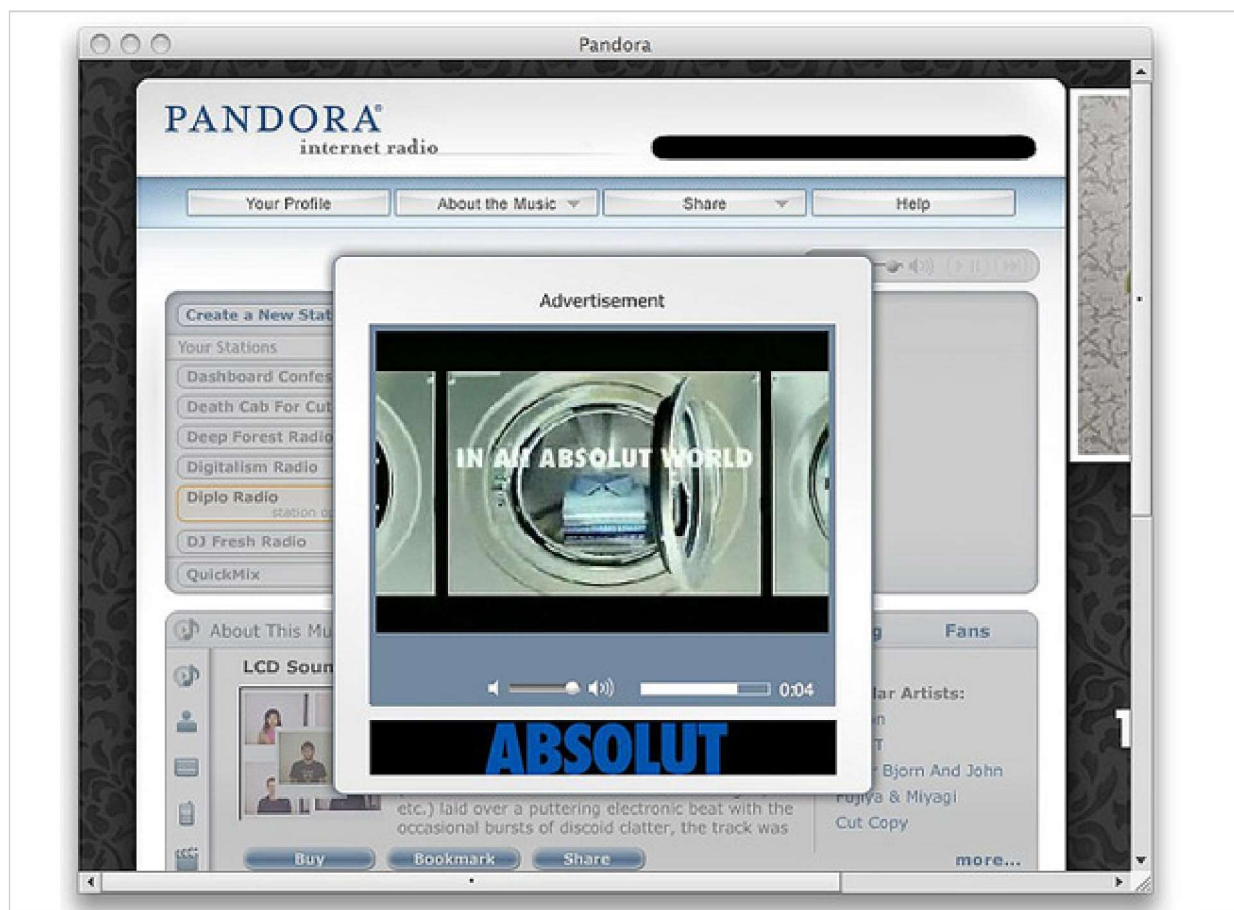 Pandora
PANDORA®
internet radio
Your Profile
About the Music
Share
Help
Advertisement
Create a New Stat
Your Stations
Dashboard Confes
Death Cab For Cut
Deep Forest Radio
Digitalism Radio
Diplo Radio
station o
DJ Fresh Radio
QuickMix
IN AN ABSOLUT WORLD
0:04
ABSOLUT
About This Mu
Fans
LCD Soun
lar Artists:
Bjorn And John
Fujiya & Miyagi
Cut Copy
etc.) laid over a puttering electronic beat with the
occasional bursts of discoid clatter, the track was
Buy
Bookmark
Share
more...